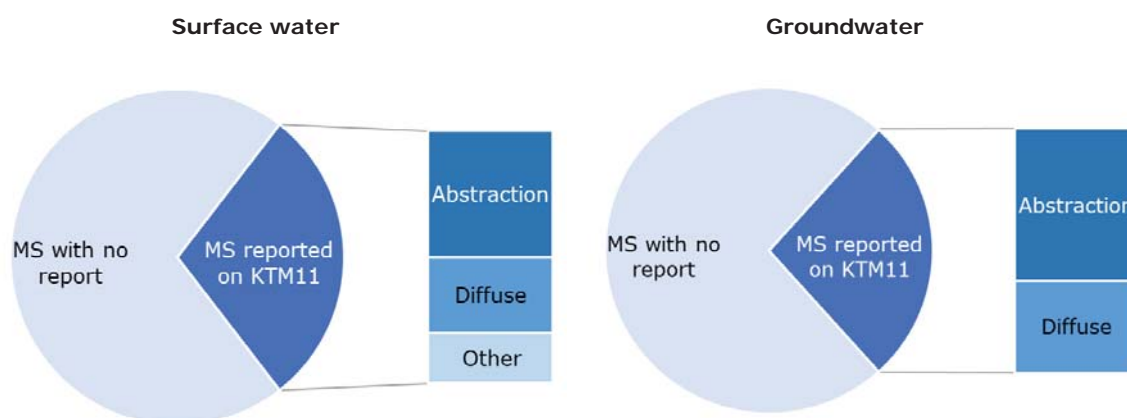 Surface water
MS with no
report
MS reported
on KTM11
Abstraction
Diffuse
Other
Groundwater
MS with no
report
MS reported
on KTM11
Abstraction
Diffuse